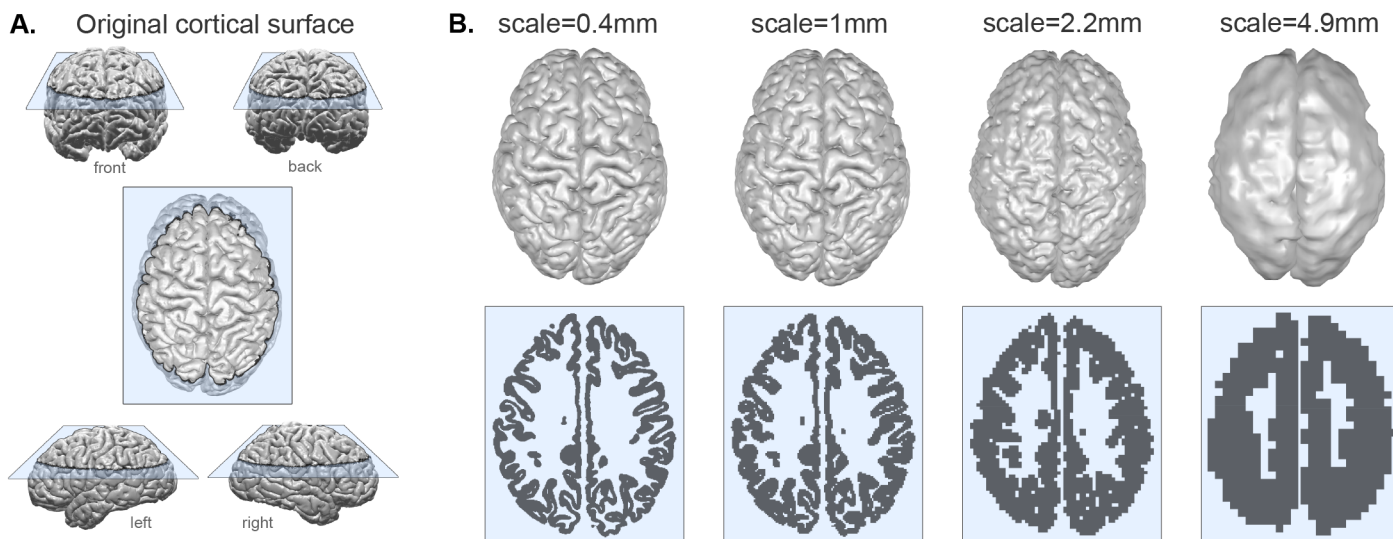 A. Original cortical surface
front
back
left
right
B. scale=0.4mm scale=1mm scale=2.2mm scale=4.9mm